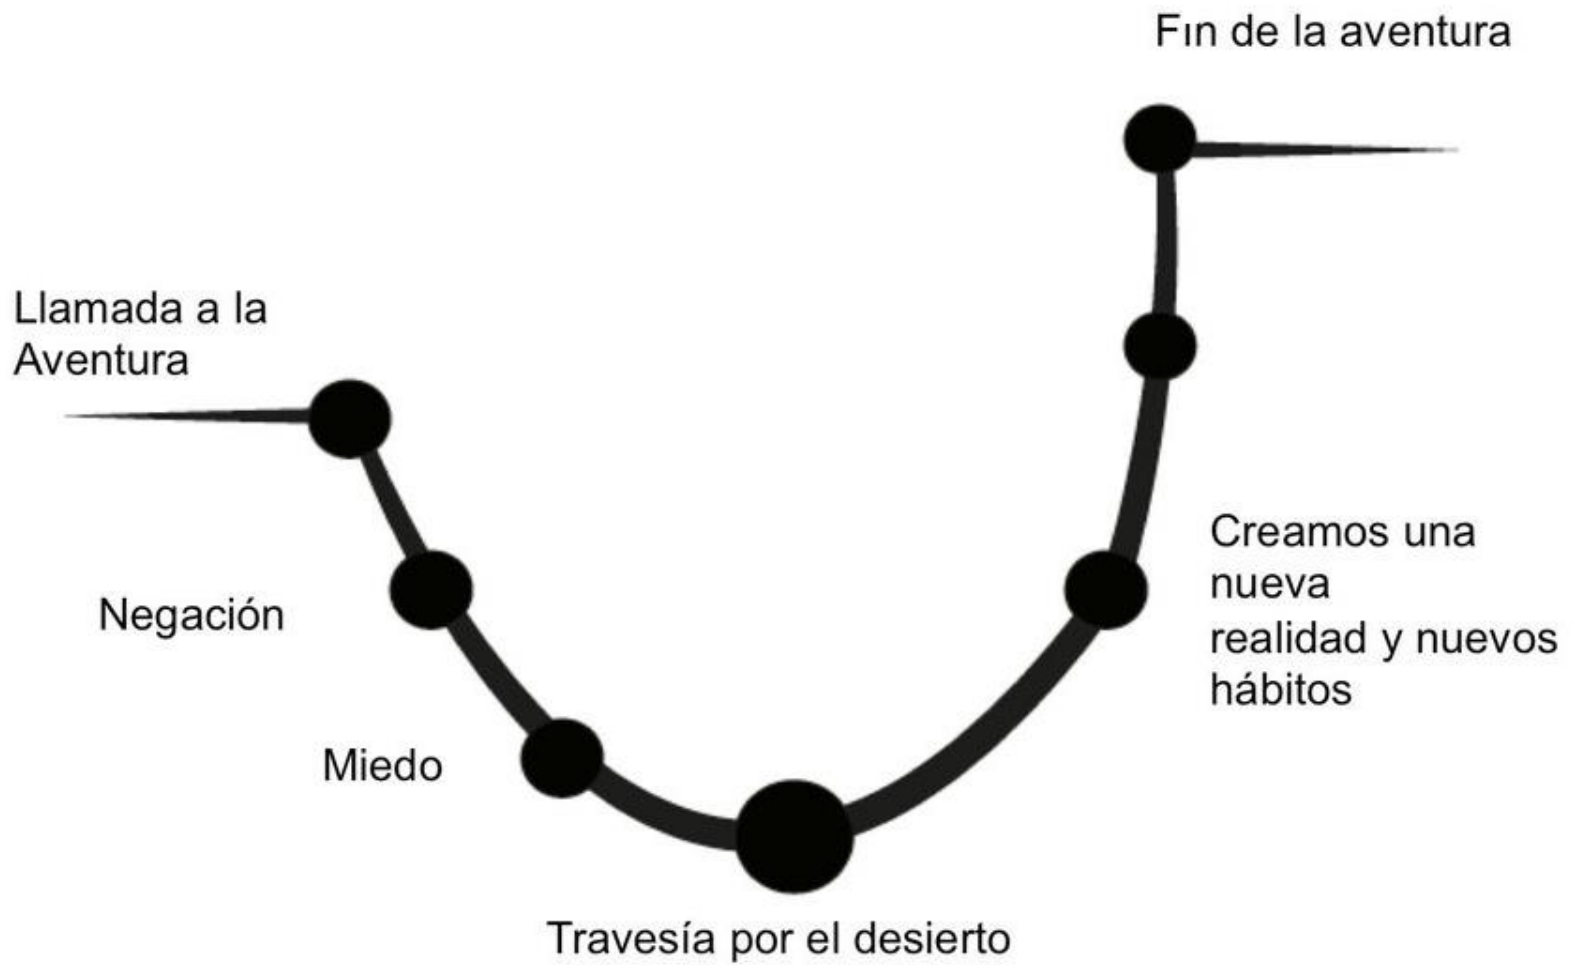 Fın de la aventura
Llamada a la
Aventura
Negación
Miedo
Travesía por el desierto
Creamos una
nueva
realidad y nuevos
hábitos